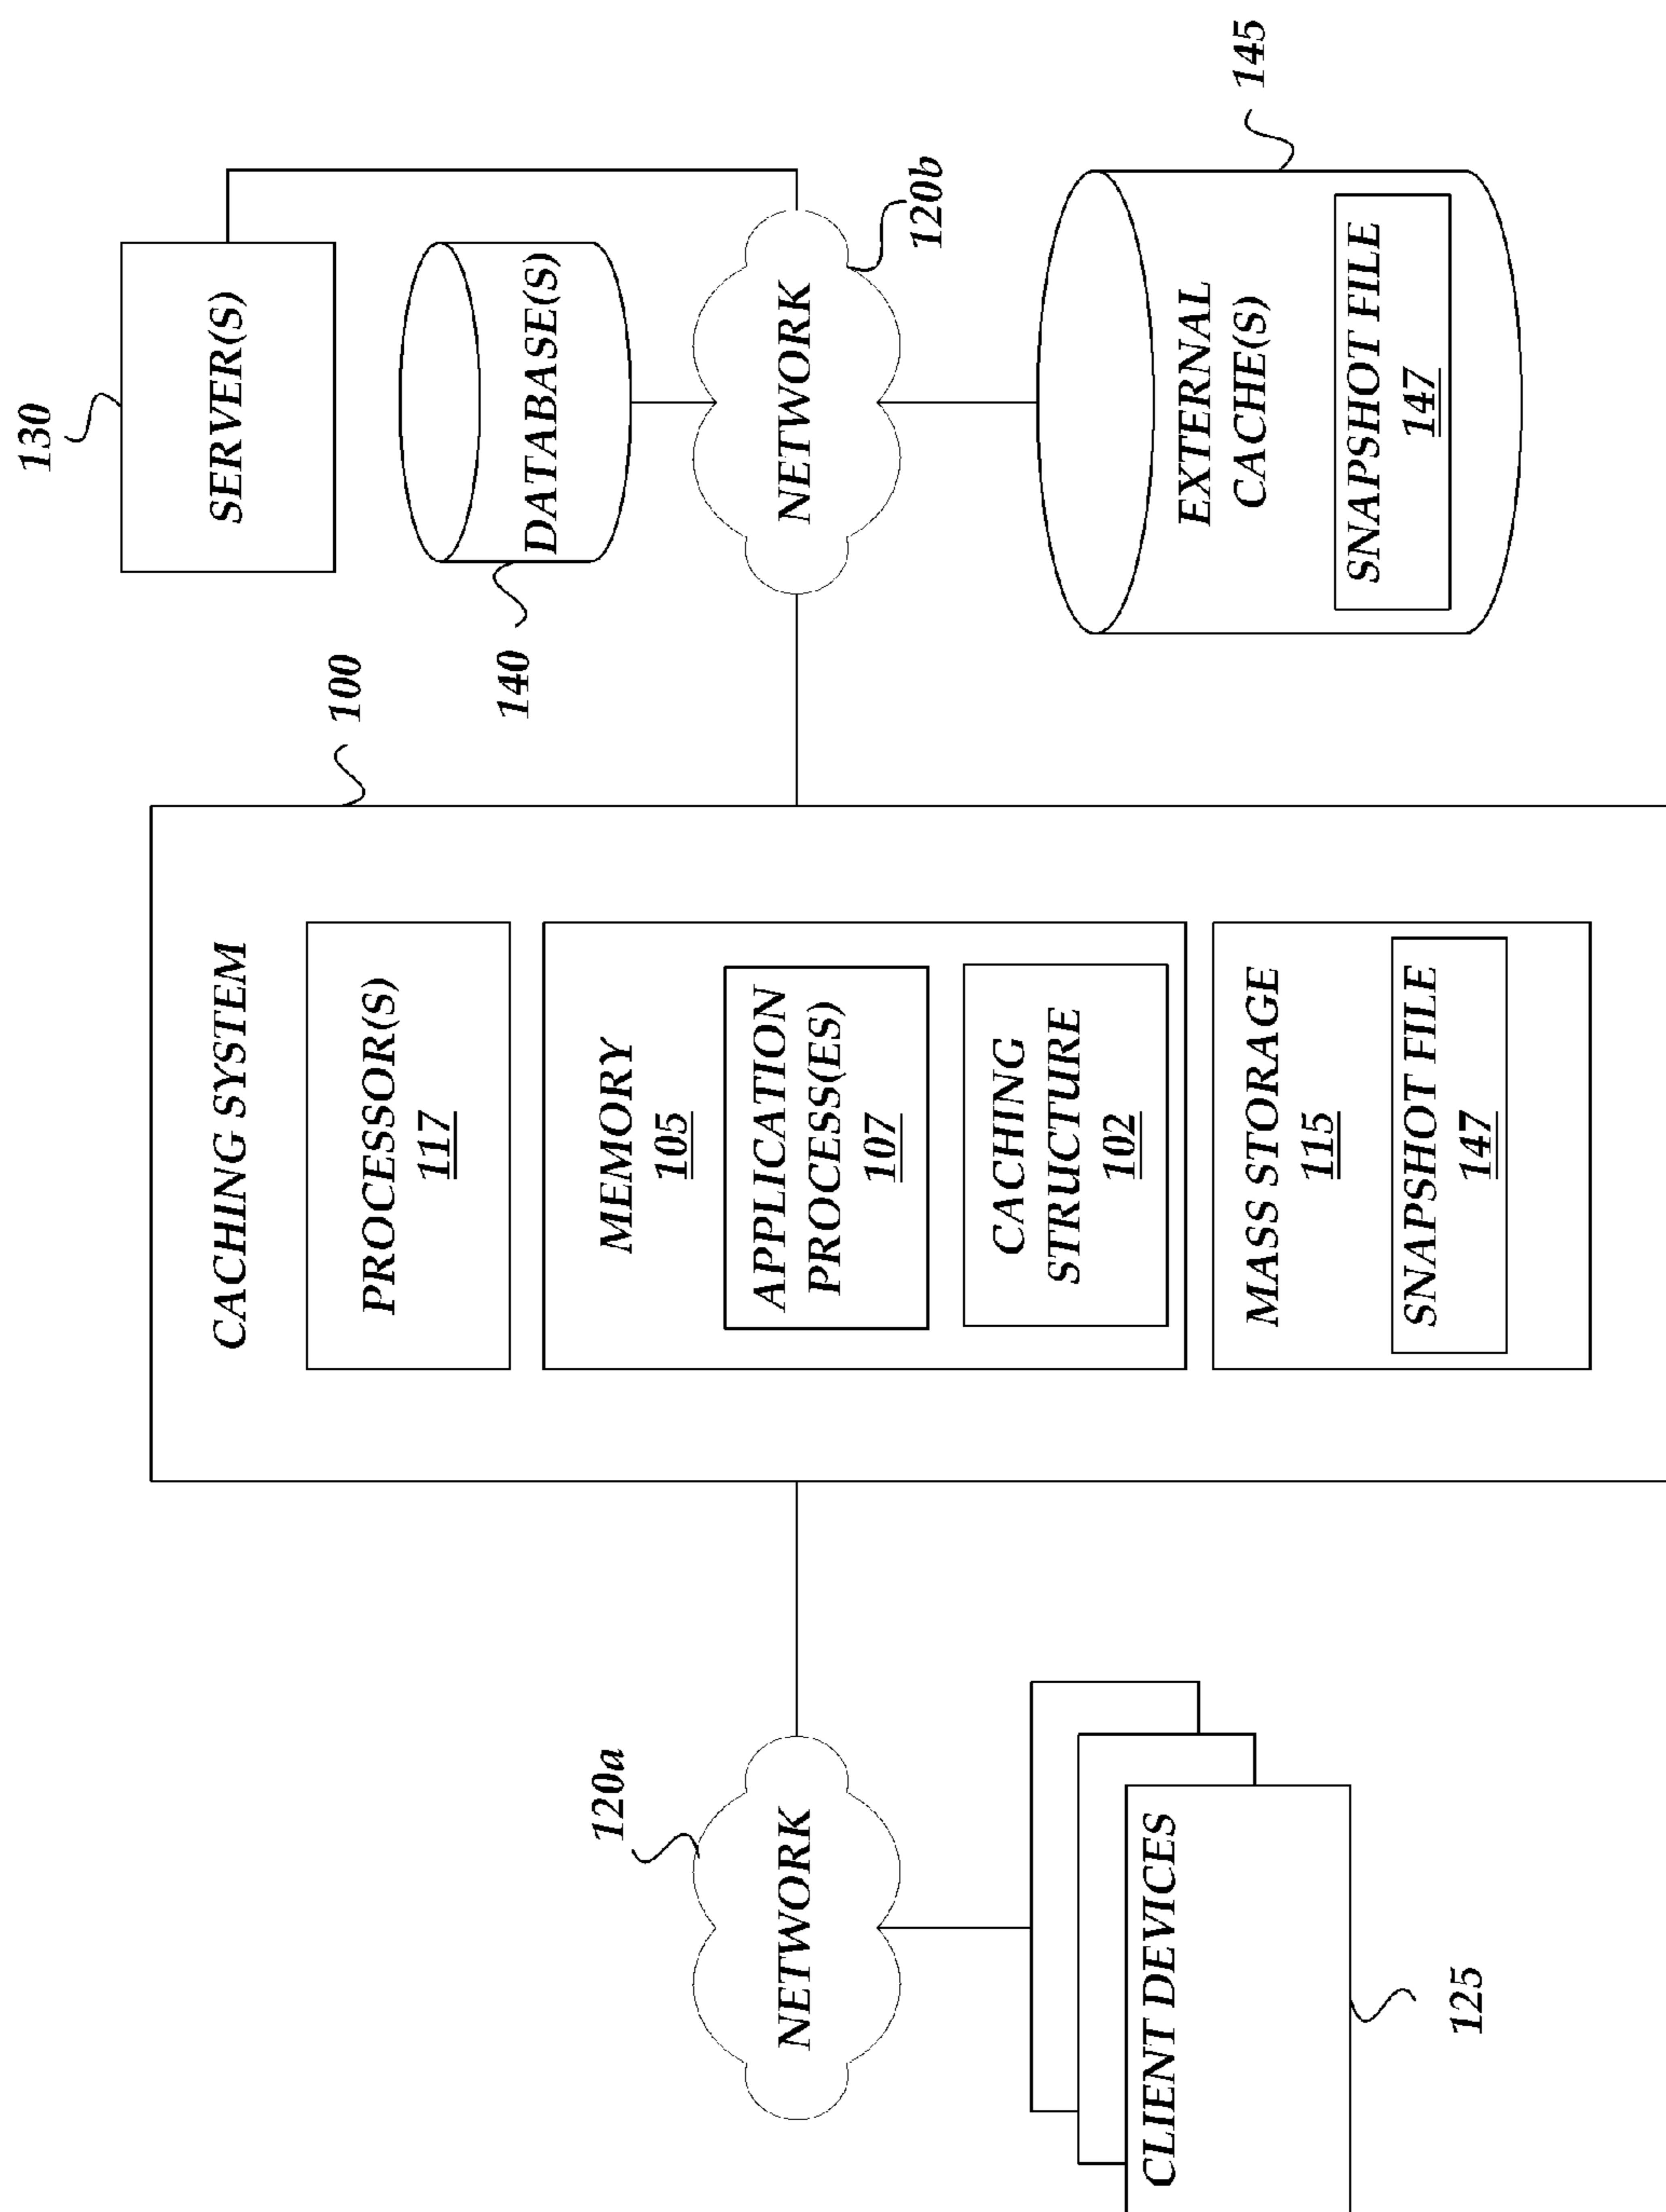 CACHING SYSTEM
100
PROCESSOR(S)
117
MEMORY
105
APPLICATION
PROCESS(ES)
107
CACHING
STRUCTURE
102
MASS STORAGE
115
SNAPSHOT FILE
147
120a
NETWORK
CLIENT DEVICES
125
130
SERVER(S)
DATABASE(S)
140
NETWORK
120b
EXTERNAL
CACHE(S)
SNAPSHOT FILE
147
145